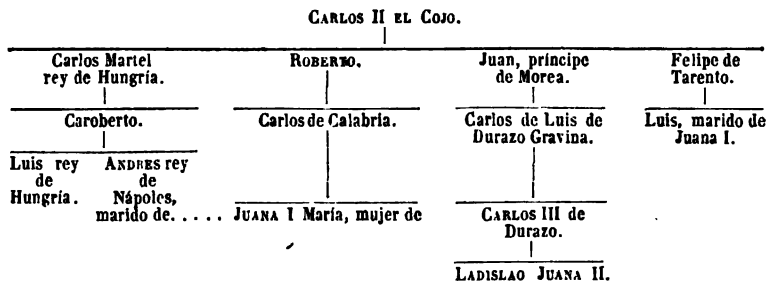 CARLOS II EL COJO.
Carlos Martel
rey de Hungría.
ROBERTO.
Juan, príncipe
de Morea.
Felipe de
Tarento.
Caroberto.
Carlos de Calabria.
Carlos de Luis de
Durazo Gravina.
Luis, marido de
Juana I.
Luis rey
de
Hungría.
ANDRES rey
de
Nápoles,
marido de. . . . .
JUANA I María, mujer de
CARLOS III de
Durazo.
LADISLAO JUANA II.